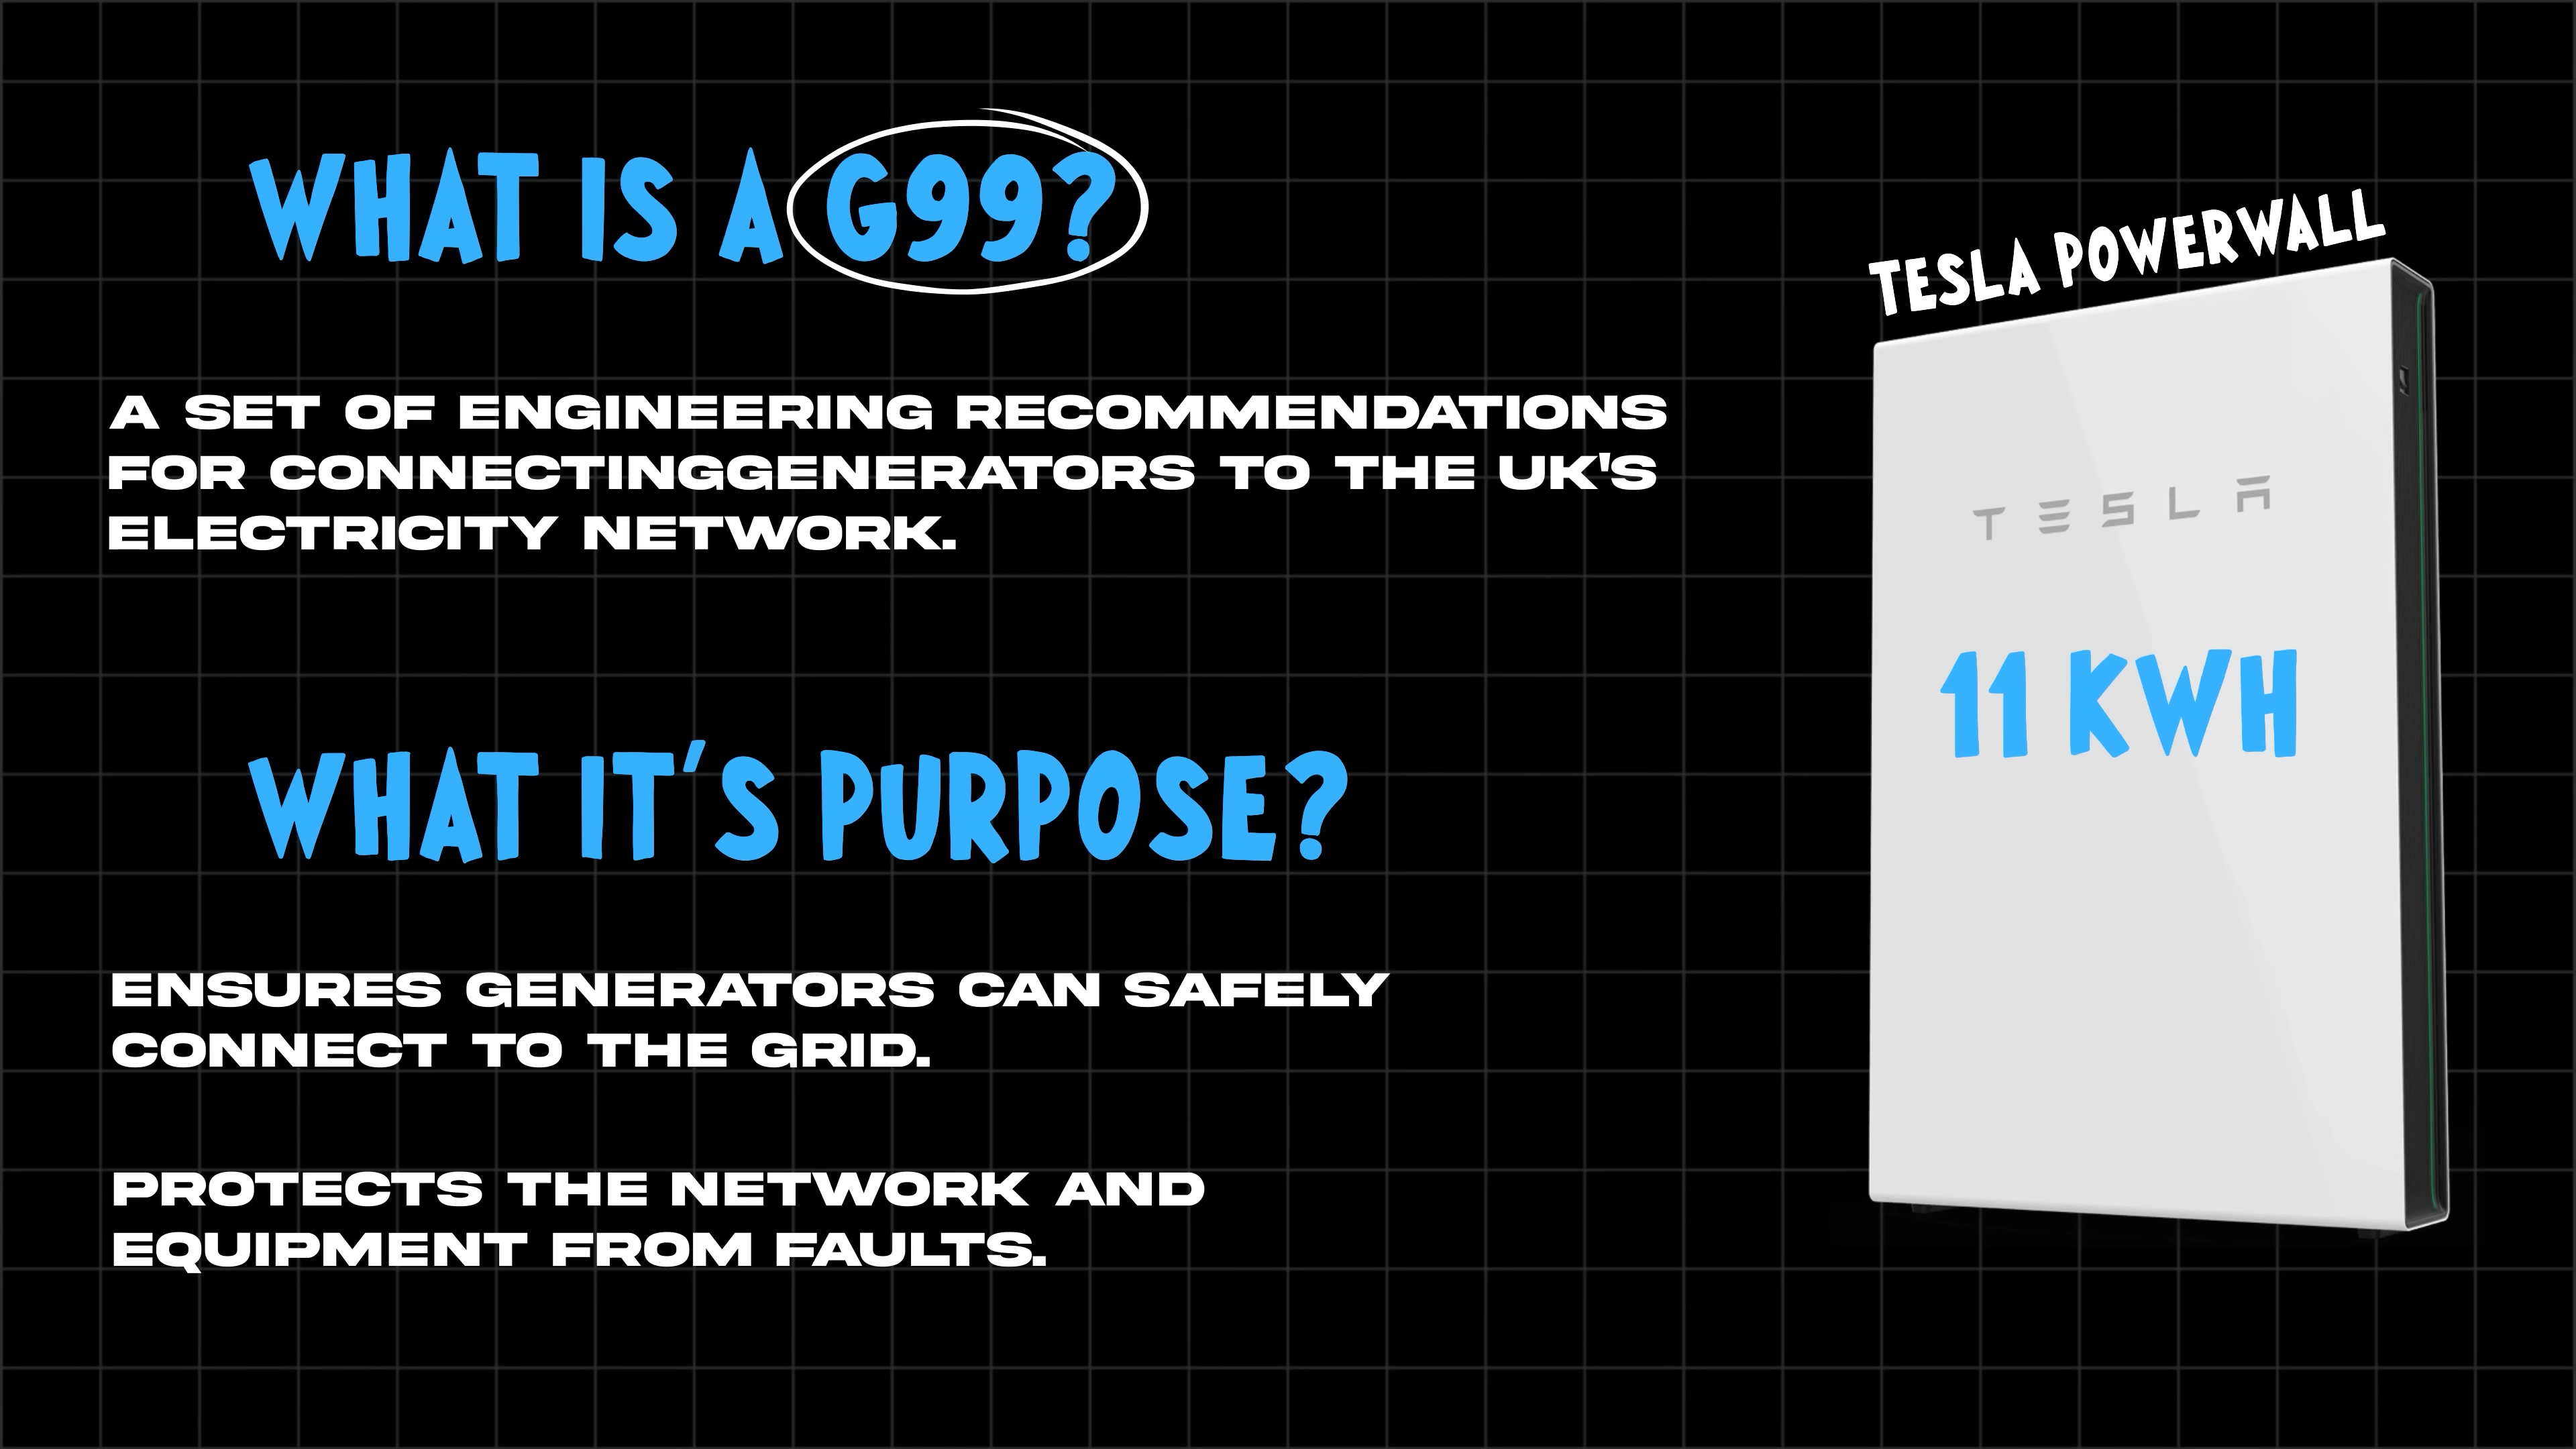 WHAT IS A G99?
A SET OF ENGINEERING RECOMMENDATIONS
FOR CONNECTINGGENERATORS TO THE UK'S
ELECTRICITY NETWORK.
WHAT IT'S PURPOSE?
ENSURES GENERATORS CAN SAFELY
CONNECT TO THE GRID.
PROTECTS THE NETWORK AND
EQUIPMENT FROM FAULTS.
TESLA POWERWALL
TESLA
11 KWH